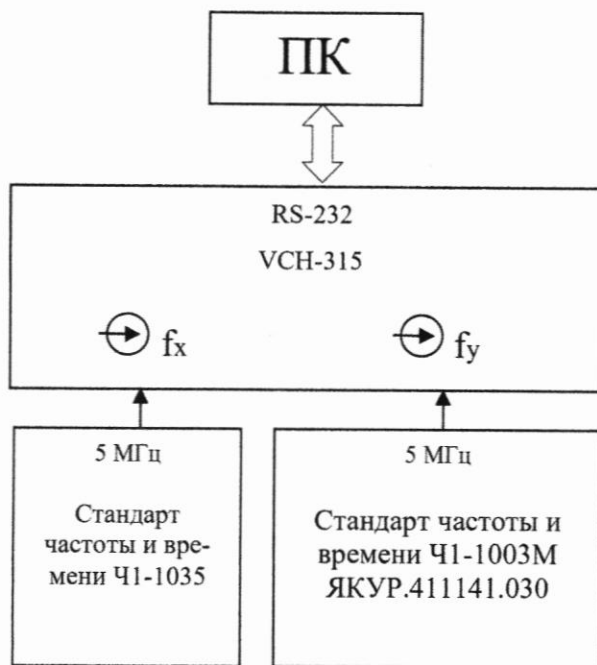 ПК
RS-232
VCH-315
fx
fy
5 МГц
Стандарт
частоты и вре-
мени Ч1-1035
5 МГц
Стандарт частоты и
времени Ч1-1003М
ЯКУР.411141.030